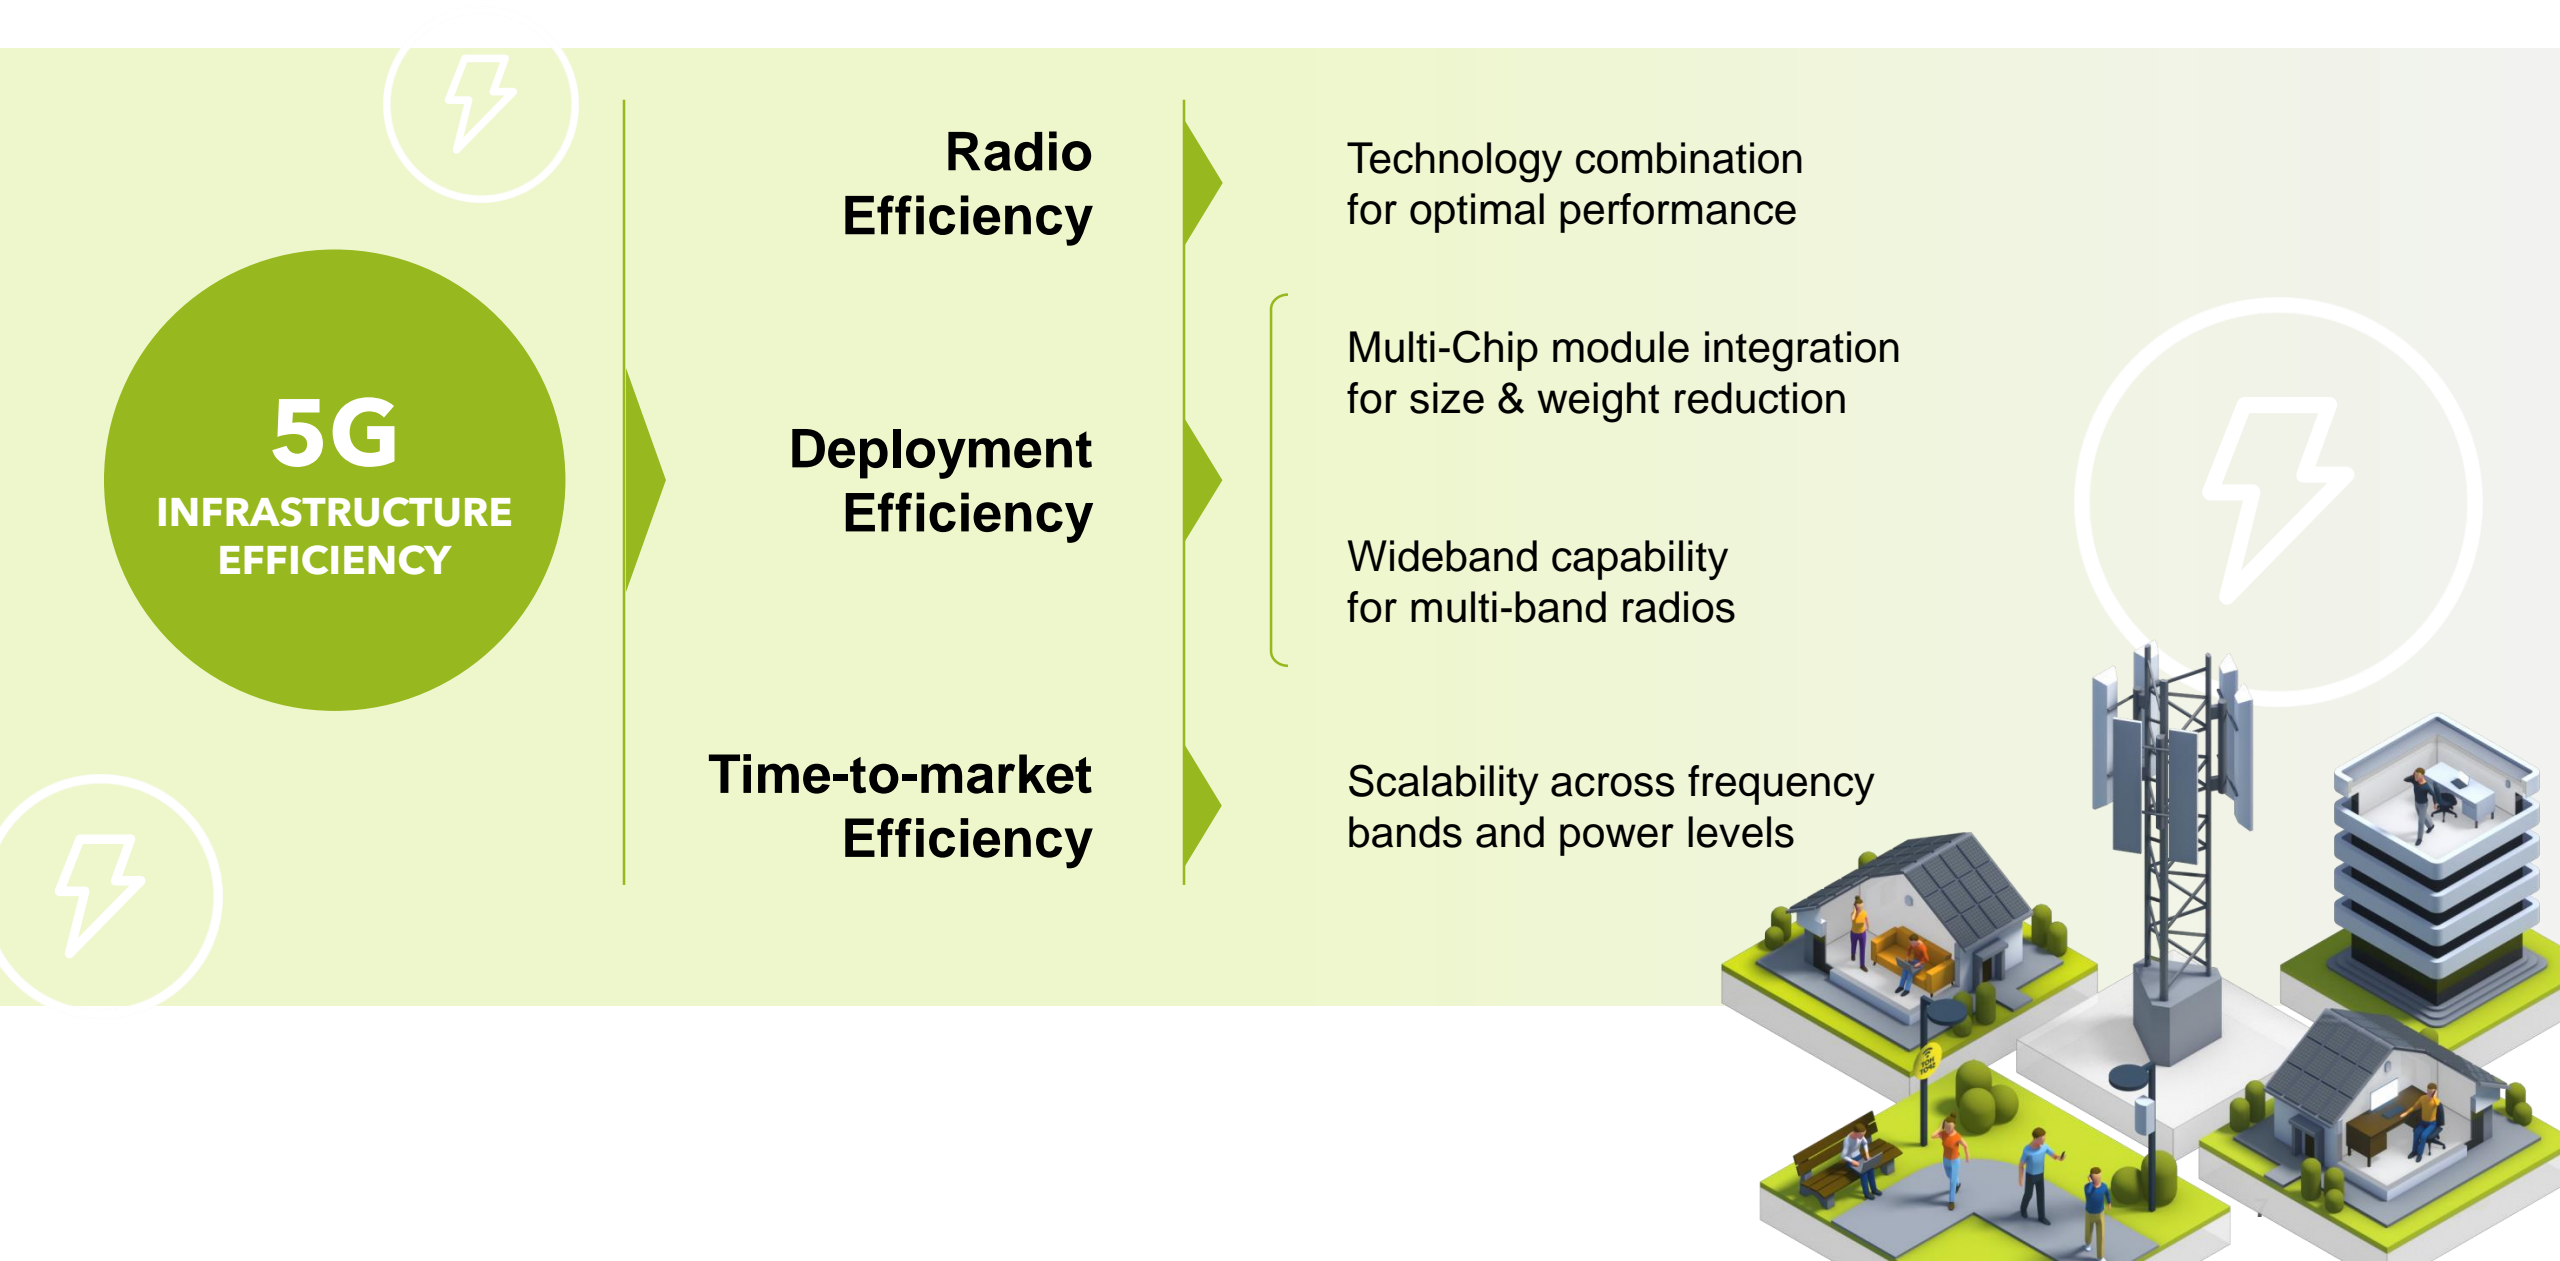 5G
INFRASTRUCTURE
EFFICIENCY
Radio
Efficiency
Technology combination
for optimal performance
Deployment
Efficiency
Multi-Chip module integration
for size & weight reduction
Wideband capability
for multi-band radios
Time-to-market
Efficiency
Scalability across frequency
bands and power levels
7